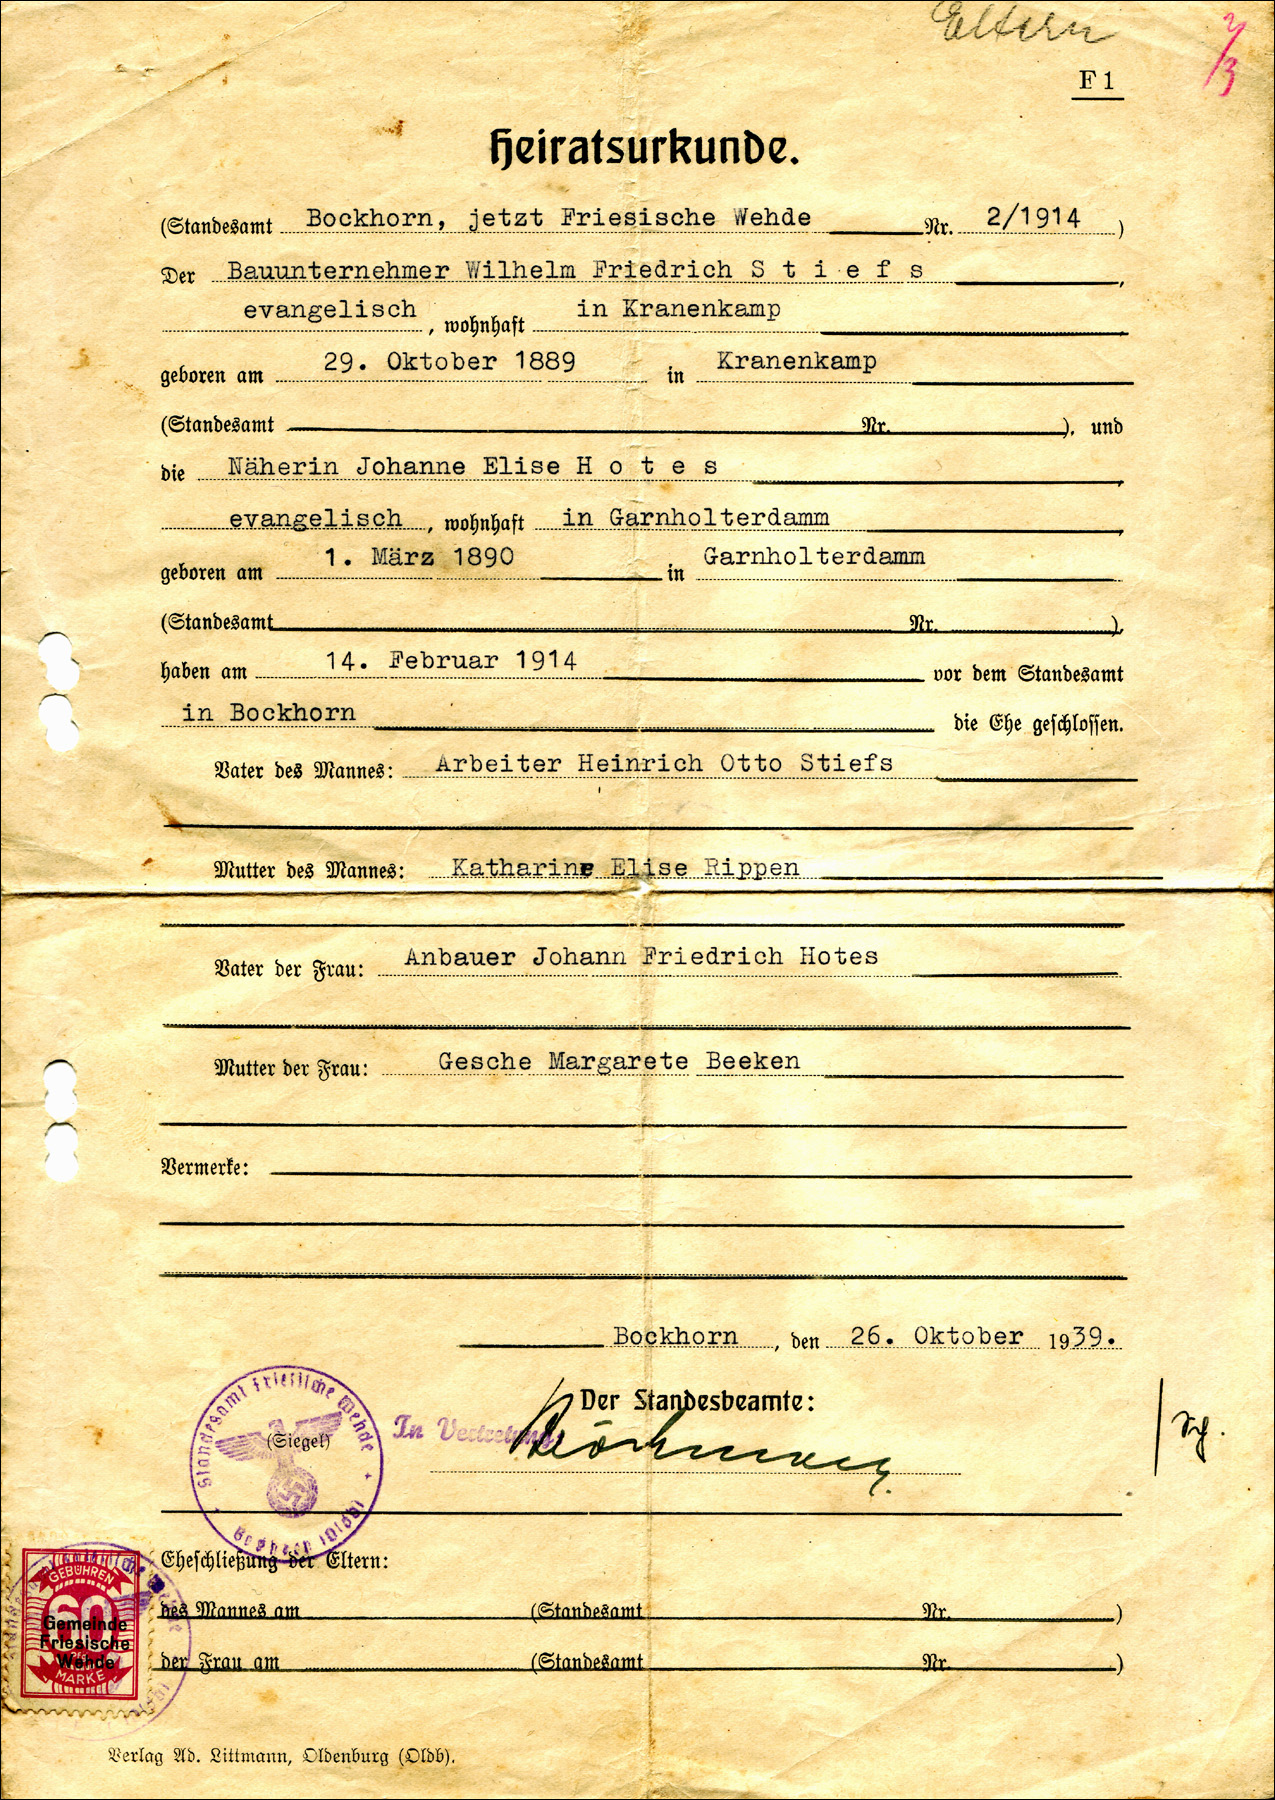 Eltern
2/3
F 1
Heiratsurkunde.
(Standesamt Bockhorn, jetzt Friesische Wehde Nr. 2/1914 )
Der Bauunternehmer Wilhelm Friedrich S t i e f s ,
evangelisch , wohnhaft in Kranenkamp
geboren am 29. Oktober 1889 in Kranenkamp
(Standesamt Nr. ), und
die Näherin Johanne Elise H o t e s ,
evangelisch , wohnhaft in Garnholterdamm ,
geboren am 1. März 1890 in Garnholterdamm
(Standesamt Nr. ),
haben am 14. Februar 1914 vor dem Standesamt
in Bockhorn die Ehe geschlossen.
Vater des Mannes: Arbeiter Heinrich Otto Stiefs
Mutter des Mannes: Katharine Elise Rippen
Vater der Frau: Anbauer Johann Friedrich Hotes
Mutter der Frau: Gesche Margarete Beeken
Vermerke:
Bockhorn , den 26. Oktober 1939.
Der Standesbeamte:
In Vertretung
(Siegel)
Standesamt Friesische Wehde
Eheschließung der Eltern:
des Mannes am (Standesamt Nr. )
der Frau am (Standesamt Nr. )
GEBÜHREN
60
Gemeinde
Friesische
Wehde
MARKE
Verlag Ad. Littmann, Oldenburg (Oldb).